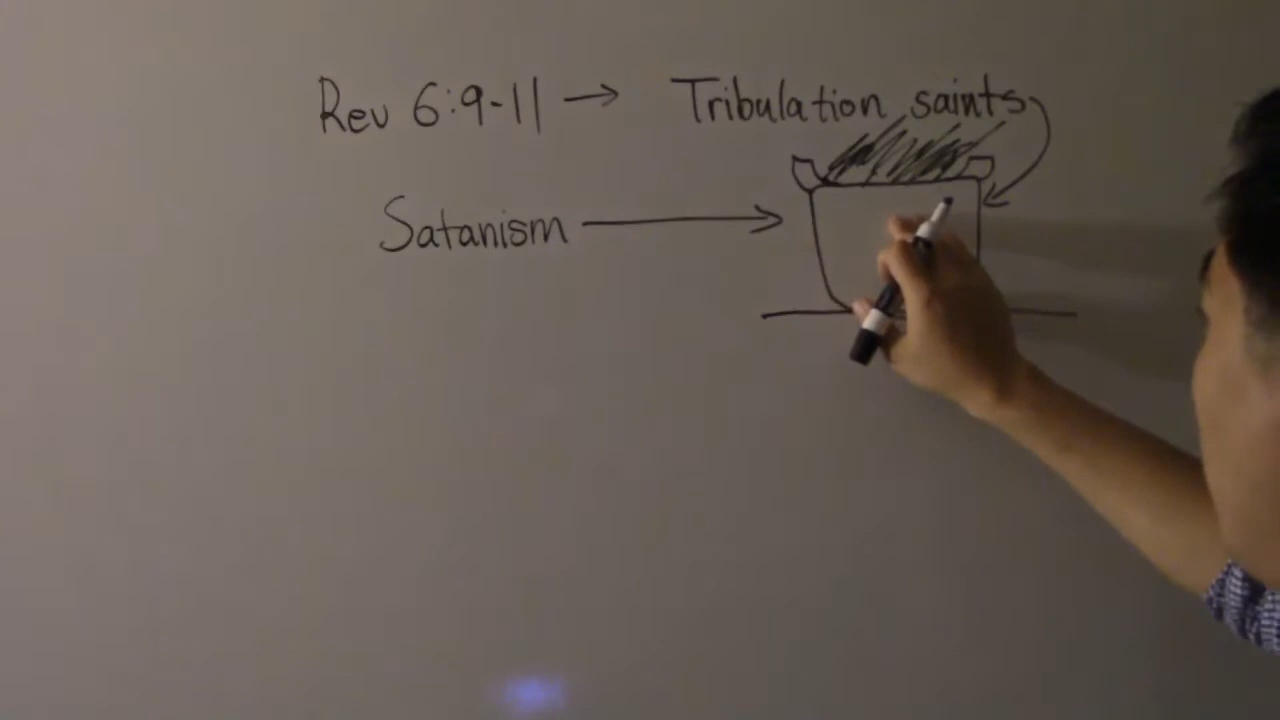 Rev 6:9-11 → Tribulation saints
Satanism →